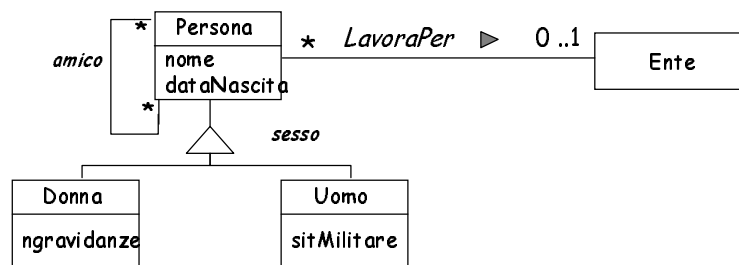 Persona
nome
dataNascita
amico
*
*
*
LavoraPer
0 ..1
Ente
sesso
Donna
ngravidanze
Uomo
sitMilitare